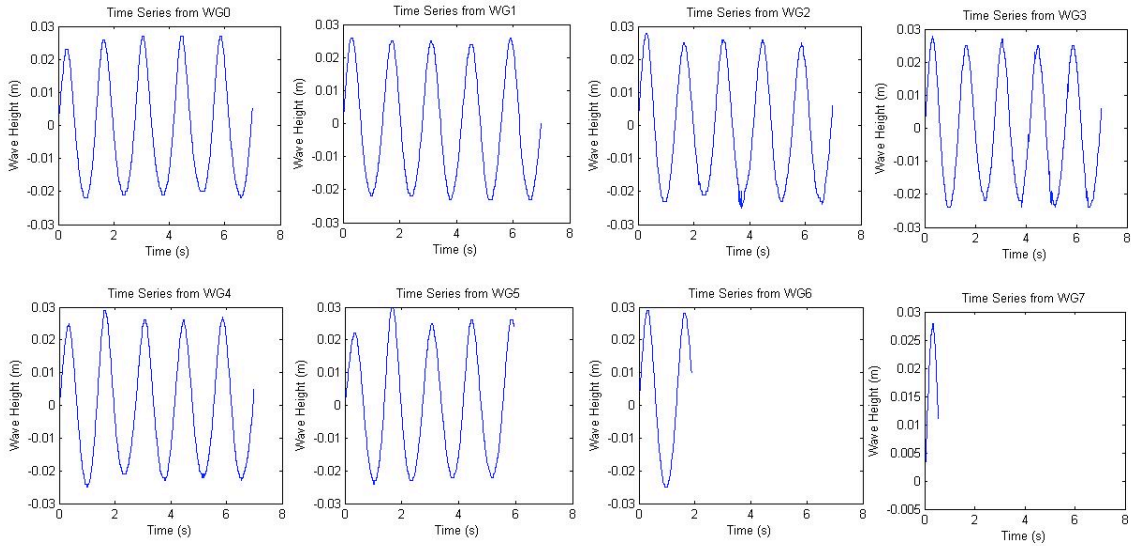 Time Series from WG0
0.03
0.02
0.01
0
-0.01
-0.02
-0.03
Wave Height (m)
0 2 4 6 8
Time (s)
Time Series from WG1
0.03
0.02
0.01
0
-0.01
-0.02
-0.03
Wave Height (m)
0 2 4 6 8
Time (s)
Time Series from WG2
0.03
0.02
0.01
0
-0.01
-0.02
-0.03
Wave Height (m)
0 2 4 6 8
Time (s)
Time Series from WG3
0.03
0.02
0.01
0
-0.01
-0.02
-0.03
Wave Height (m)
0 2 4 6 8
Time (s)
Time Series from WG4
0.03
0.02
0.01
0
-0.01
-0.02
-0.03
Wave Height (m)
0 2 4 6 8
Time (s)
Time Series from WG5
0.03
0.02
0.01
0
-0.01
-0.02
-0.03
Wave Height (m)
0 2 4 6 8
Time (s)
Time Series from WG6
0.03
0.02
0.01
0
-0.01
-0.02
-0.03
Wave Height (m)
0 2 4 6 8
Time (s)
Time Series from WG7
0.03
0.025
0.02
0.015
0.01
0.005
0
-0.005
Wave Height (m)
0 2 4 6 8
Time (s)